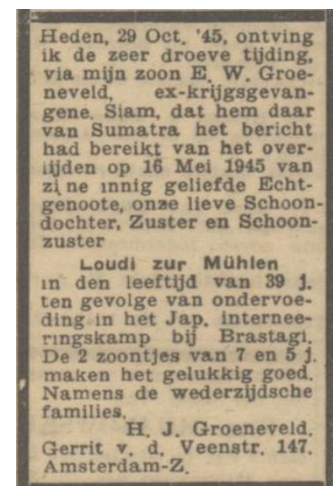 Heden, 29 Oct. '45, ontving
ik de zeer droeve tijding,
via mijn zoon E. W. Groe-
neveld, ex-krijgsgevan-
gene. Siam, dat hem daar
van Sumatra het bericht
had bereikt van het over-
lijden op 16 Mei 1945 van
zi,ne innig geliefde Echt-
genoote, onze lieve Schoon-
dochter, Zuster en Schoon-
zuster
Loudi zur Mühlen
in den leeftijd van 39 j.
ten gevolge van ondervoe-
ding in het Jap. internee-
ringskamp bij Brastagi.
De 2 zoontjes van 7 en 5 j.
maken het gelukkig goed.
Namens de wederzijdsche
families.
H. J. Groeneveld.
Gerrit v. d. Veenstr. 147.
Amsterdam-Z.